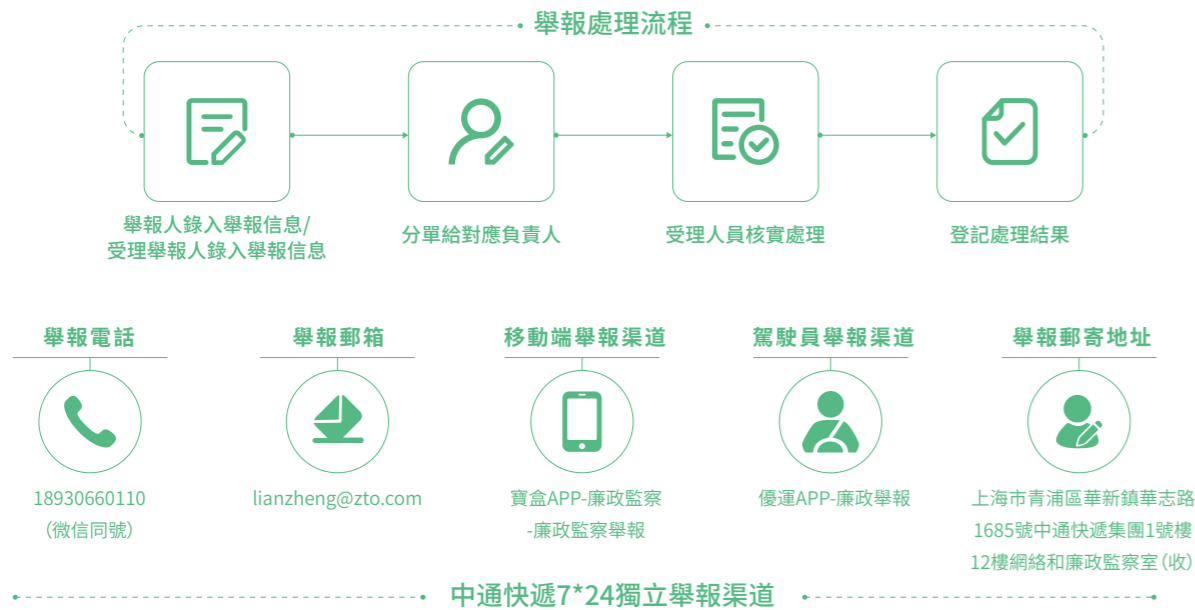 舉報處理流程
舉報人錄入舉報信息/
受理舉報人錄入舉報信息
分單給對應負責人
受理人員核實處理
登記處理結果
舉報電話
18930660110
(微信同號)
舉報郵箱
lianzheng@zto.com
移動端舉報渠道
寶盒APP-廉政監察
-廉政監察舉報
駕駛員舉報渠道
優運APP-廉政舉報
舉報郵寄地址
上海市青浦區華新鎮華志路
1685號中通快遞集團1號樓
12樓網絡和廉政監察室(收)
中通快遞7*24獨立舉報渠道